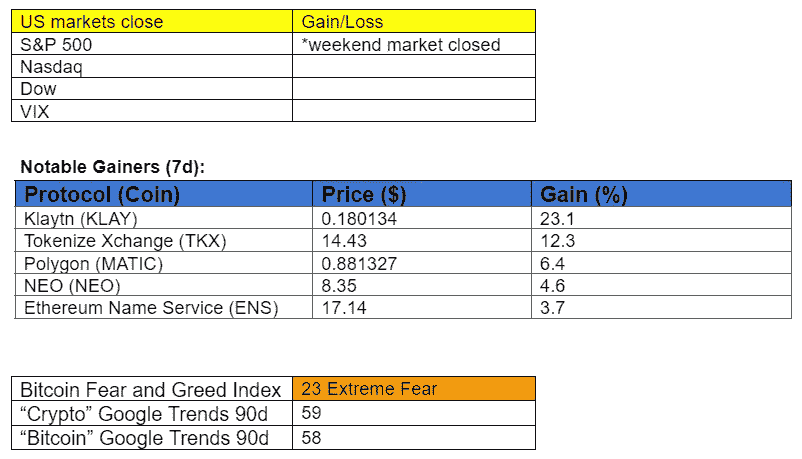 US markets close Gain/Loss
S&P 500 *weekend market closed
Nasdaq
Dow
VIX
Notable Gainers (7d):
Protocol (Coin) Price ($) Gain (%)
Klaytn (KLAY) 0.180134 23.1
Tokenize Xchange (TKX) 14.43 12.3
Polygon (MATIC) 0.881327 6.4
NEO (NEO) 8.35 4.6
Ethereum Name Service (ENS) 17.14 3.7
Bitcoin Fear and Greed Index 23 Extreme Fear
“Crypto” Google Trends 90d 59
“Bitcoin” Google Trends 90d 58